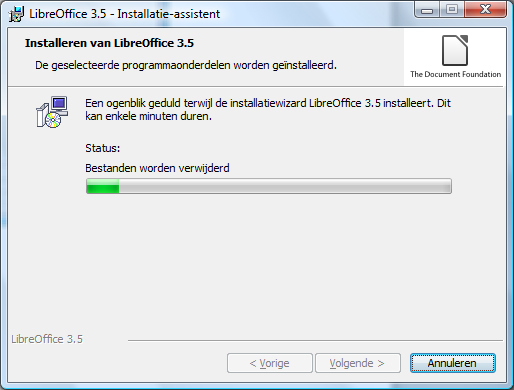 LibreOffice 3.5 - Installatie-assistent
Installeren van LibreOffice 3.5
De geselecteerde programmaonderdelen worden geïnstalleerd.
The Document Foundation
Een ogenblik geduld terwijl de installatiewizard LibreOffice 3.5 installeert. Dit
kan enkele minuten duren.
Status:
Bestanden worden verwijderd
LibreOffice 3.5
< Vorige
Volgende >
Annuleren